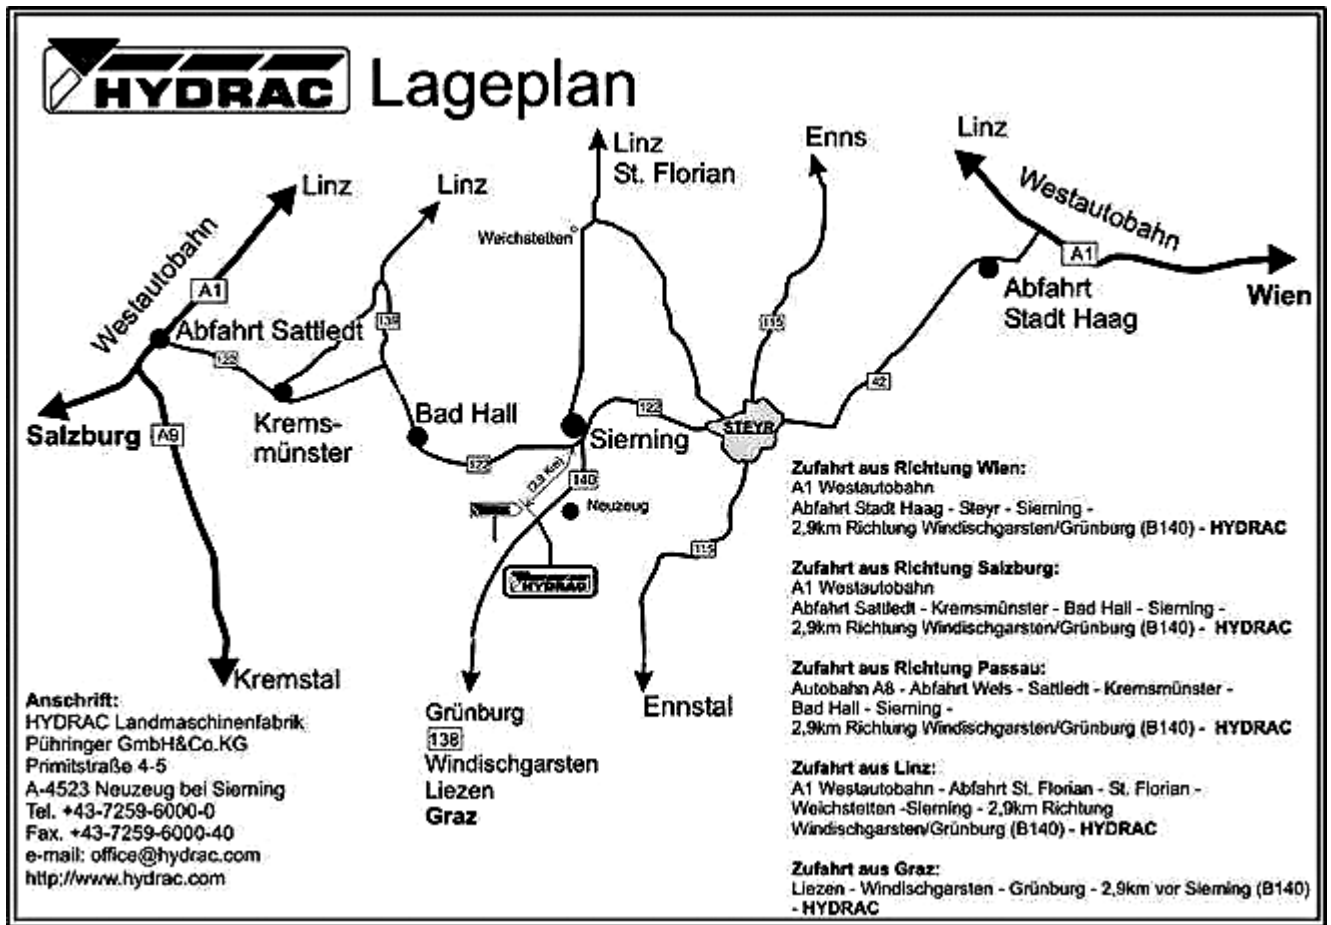 HYDRAC Lageplan
Linz
Linz
Linz
St. Florian
Enns
Linz
Westautobahn
A1
Wien
Abfahrt
Stadt Haag
Weichstetten
Westautobahn
A1
Abfahrt Sattledt
139
115
122
42
Salzburg
A9
Krems-
münster
Bad Hall
122
Sierning
122
STEYR
(2,9 Km)
140
Neuzeug
HYDRAC
115
Kremstal
Grünburg
138
Windischgarsten
Liezen
Graz
Ennstal
Anschrift:
HYDRAC Landmaschinenfabrik
Pühringer GmbH&Co.KG
Primitstraße 4-5
A-4523 Neuzeug bei Sierning
Tel. +43-7259-6000-0
Fax. +43-7259-6000-40
e-mail: office@hydrac.com
http://www.hydrac.com
Zufahrt aus Richtung Wien:
A1 Westautobahn
Abfahrt Stadt Haag - Steyr - Sierning -
2,9km Richtung Windischgarsten/Grünburg (B140) - HYDRAC
Zufahrt aus Richtung Salzburg:
A1 Westautobahn
Abfahrt Sattledt - Kremsmünster - Bad Hall - Sierning -
2,9km Richtung Windischgarsten/Grünburg (B140) - HYDRAC
Zufahrt aus Richtung Passau:
Autobahn A8 - Abfahrt Wels - Sattledt - Kremsmünster -
Bad Hall - Sierning -
2,9km Richtung Windischgarsten/Grünburg (B140) - HYDRAC
Zufahrt aus Linz:
A1 Westautobahn - Abfahrt St. Florian - St. Florian -
Weichstetten -Sierning - 2,9km Richtung
Windischgarsten/Grünburg (B140) - HYDRAC
Zufahrt aus Graz:
Liezen - Windischgarsten - Grünburg - 2,9km vor Sierning (B140)
- HYDRAC